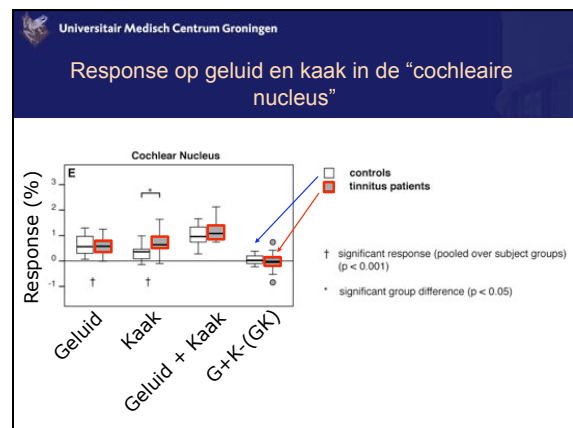 Universitair Medisch Centrum Groningen
Response op geluid en kaak in de “cochleaire
nucleus”
Cochlear Nucleus
E
Response (%)
3
2
1
0
-1
*
†
†
Geluid
Kaak
Geluid + Kaak
G+K-(GK)
controls
tinnitus patients
† significant response (pooled over subject groups)
(p < 0.001)
* significant group difference (p < 0.05)